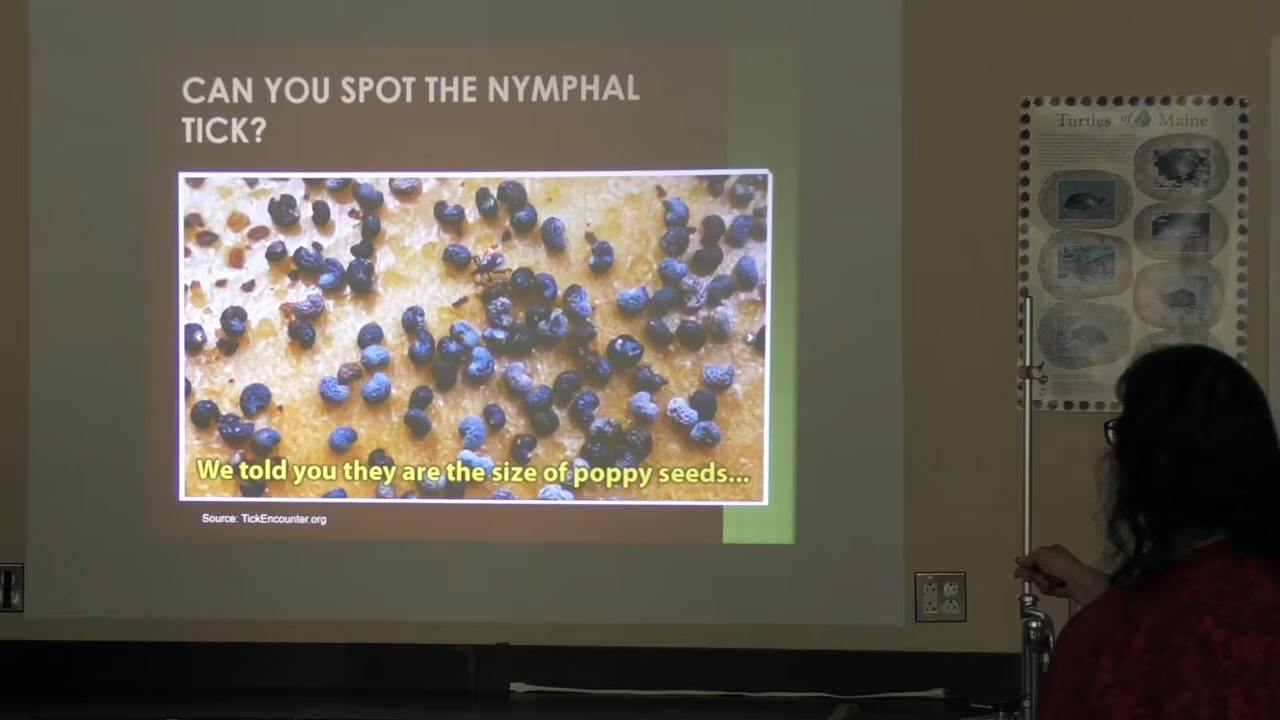 CAN YOU SPOT THE NYMPHAL
TICK?
We told you they are the size of poppy seeds...
Source: TickEncounter.org
Turtles of Maine